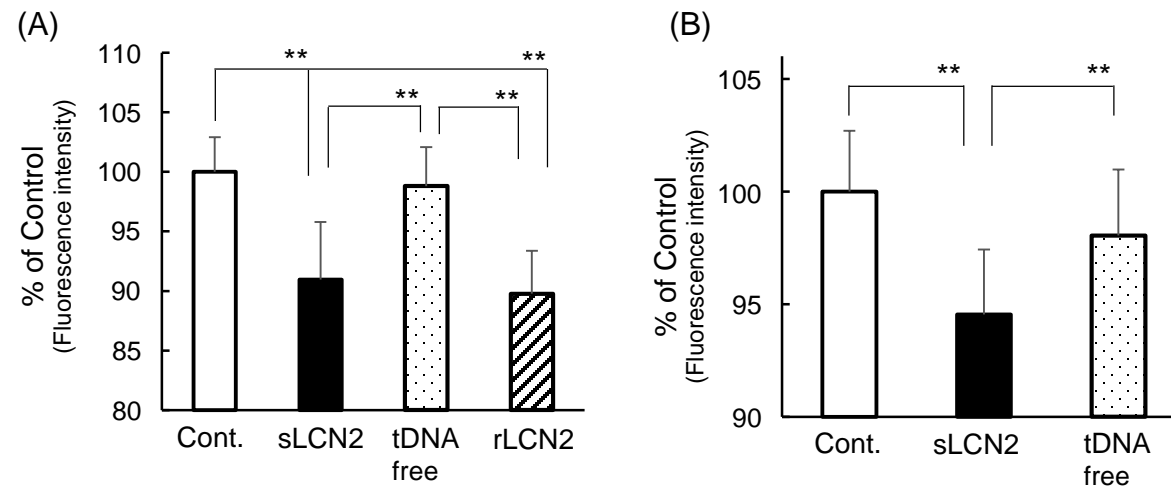 (A)
% of Control
(Fluorescence intensity)
110
105
100
95
90
85
80
**
**
**
**
Cont.
sLCN2
tDNA
free
rLCN2
(B)
% of Control
(Fluorescence intensity)
105
100
95
90
**
**
Cont.
sLCN2
tDNA
free